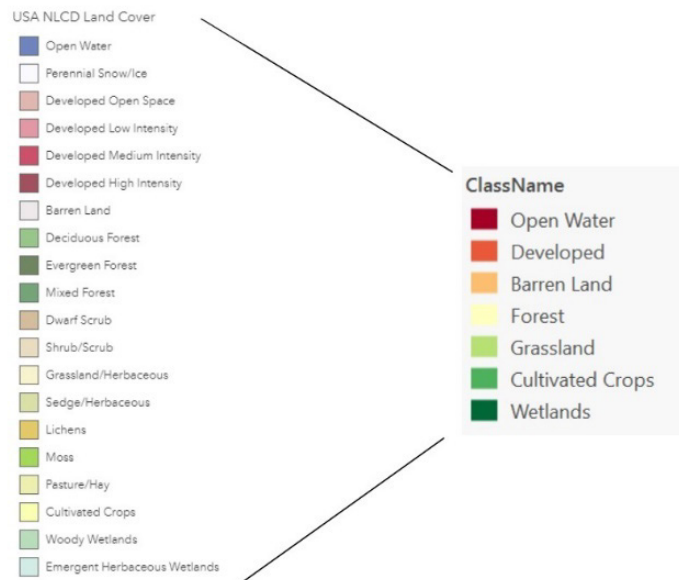 USA NLCD Land Cover
Open Water
Perennial Snow/Ice
Developed Open Space
Developed Low Intensity
Developed Medium Intensity
Developed High Intensity
Barren Land
Deciduous Forest
Evergreen Forest
Mixed Forest
Dwarf Scrub
Shrub/Scrub
Grassland/Herbaceous
Sedge/Herbaceous
Lichens
Moss
Pasture/Hay
Cultivated Crops
Woody Wetlands
Emergent Herbaceous Wetlands
ClassName
Open Water
Developed
Barren Land
Forest
Grassland
Cultivated Crops
Wetlands